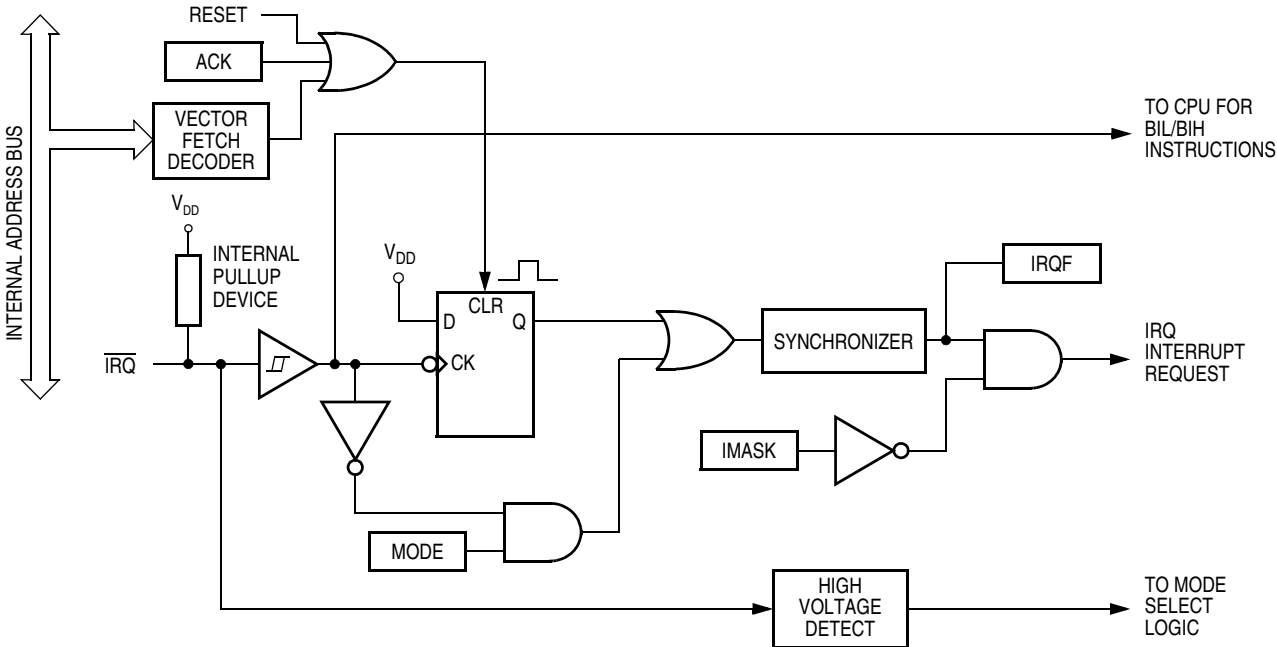 RESET
ACK
VECTOR
FETCH
DECODER
INTERNAL ADDRESS BUS
TO CPU FOR
BIL/BIH
INSTRUCTIONS
VDD
INTERNAL
PULLUP
DEVICE
VDD
CLR
D
Q
CK
IRQ
SYNCHRONIZER
IRQF
IRQ
INTERRUPT
REQUEST
IMASK
MODE
HIGH
VOLTAGE
DETECT
TO MODE
SELECT
LOGIC